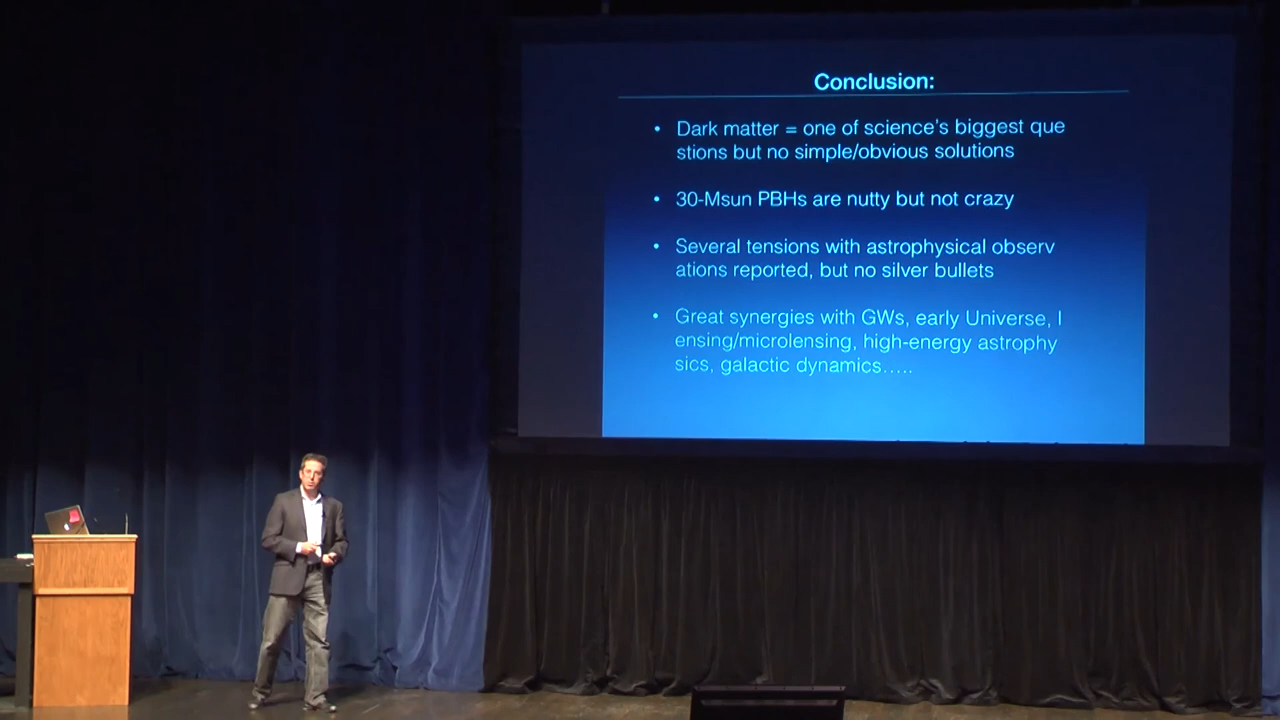 Conclusion:
• Dark matter = one of science's biggest que
stions but no simple/obvious solutions
• 30-Msun PBHs are nutty but not crazy
• Several tensions with astrophysical observ
ations reported, but no silver bullets
• Great synergies with GWs, early Universe, l
ensing/microlensing, high-energy astrophy
sics, galactic dynamics.....